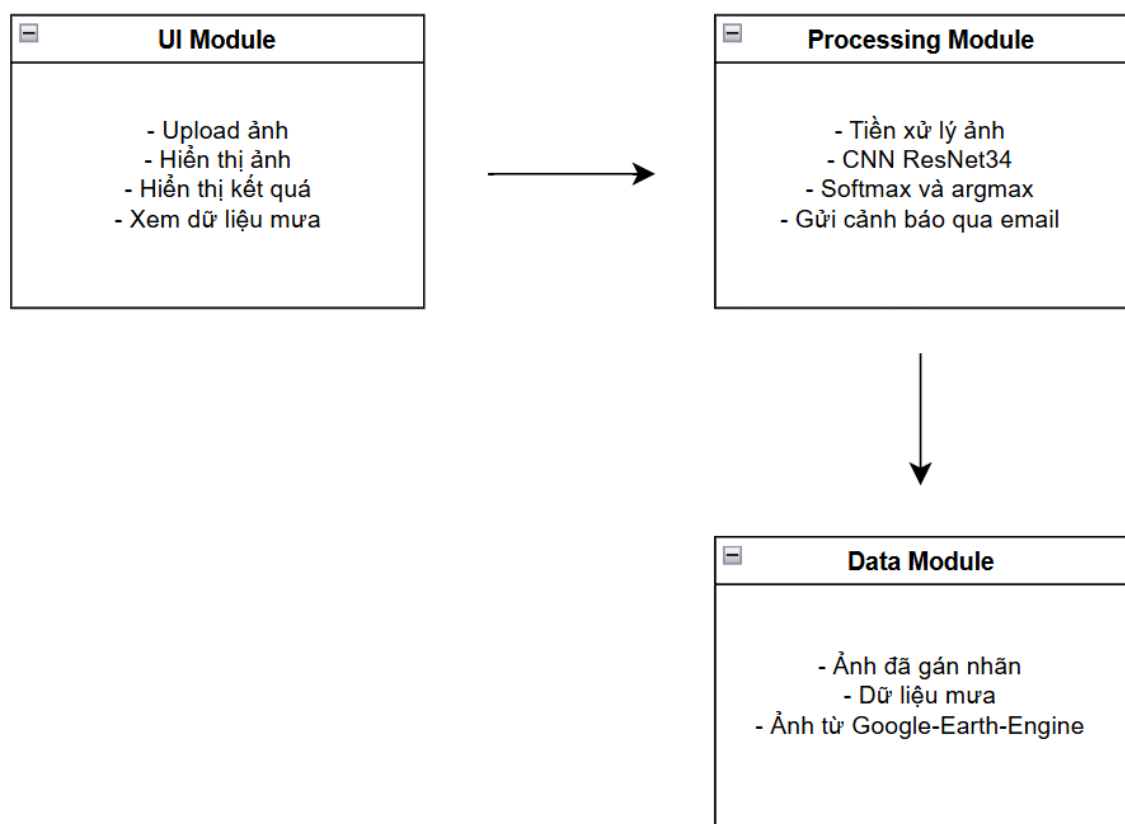 UI Module
- Upload ảnh
- Hiển thị ảnh
- Hiển thị kết quá
- Xem dữ liệu mưa
Processing Module
- Tiền xử lý ảnh
- CNN ResNet34
- Softmax và argmax
- Gửi cảnh báo qua email
Data Module
- Ảnh đã gán nhãn
- Dữ liệu mưa
- Ảnh từ Google-Earth-Engine